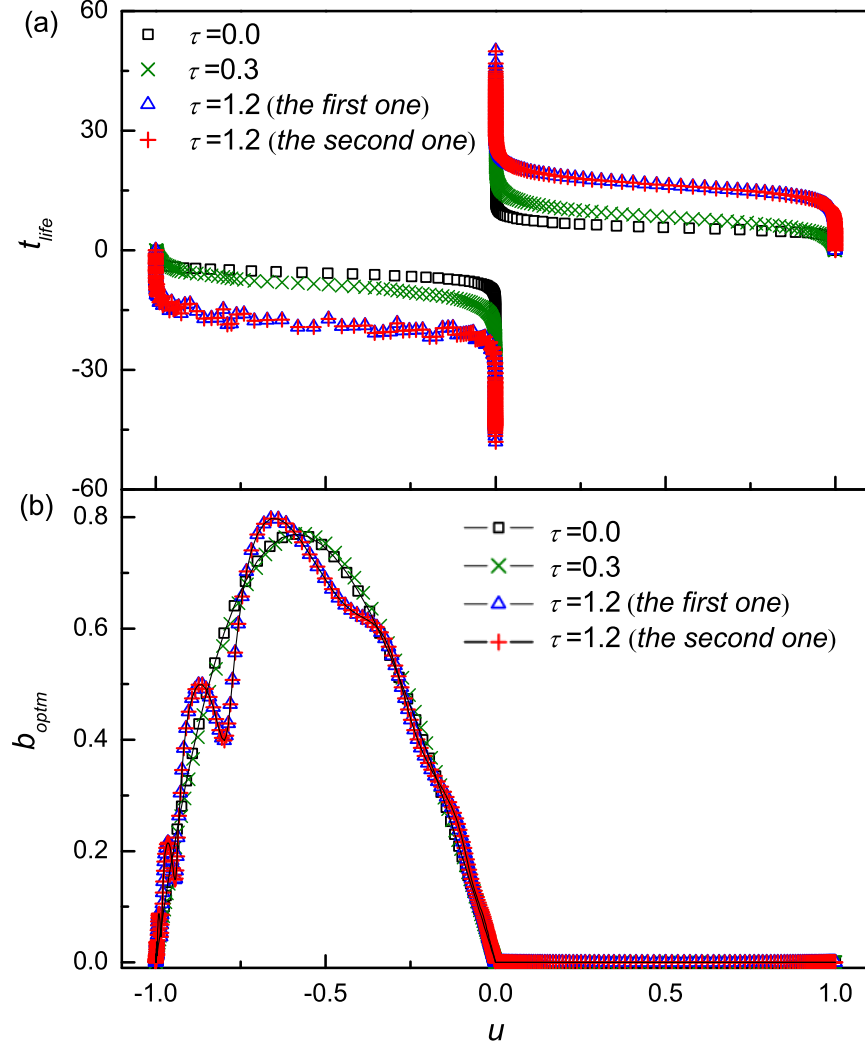 (a)
60
30
0
-30
-60
t_life
τ=0.0
τ=0.3
τ=1.2 (the first one)
τ=1.2 (the second one)
(b)
0.8
0.6
0.4
0.2
0.0
b_optm
τ=0.0
τ=0.3
τ=1.2 (the first one)
τ=1.2 (the second one)
-1.0 -0.5 0.0 0.5 1.0
u